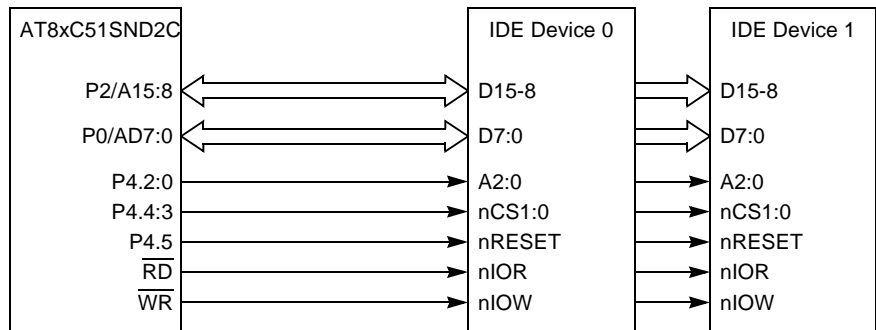 AT8xC51SND2C IDE Device 0 IDE Device 1
P2/A15:8 D15-8 D15-8
P0/AD7:0 D7:0 D7:0
P4.2:0 A2:0 A2:0
P4.4:3 nCS1:0 nCS1:0
P4.5 nRESET nRESET
RD nIOR nIOR
WR nIOW nIOW